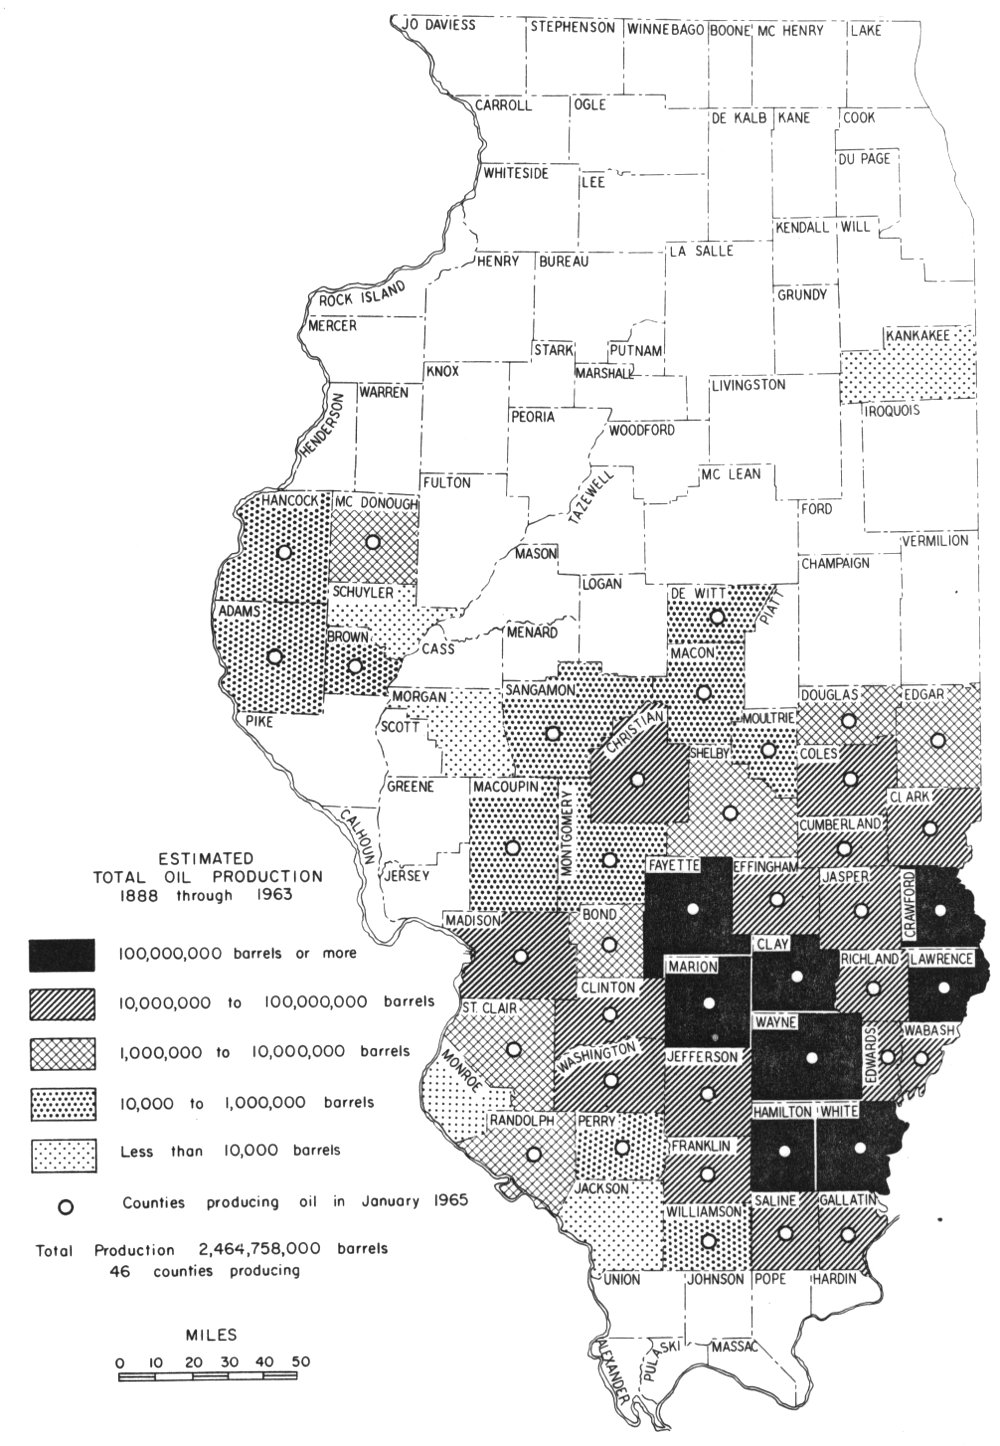 JO DAVIESS
STEPHENSON
WINNEBAGO
BOONE
MC HENRY
LAKE
CARROLL
OGLE
DE KALB
KANE
COOK
DU PAGE
WHITESIDE
LEE
KENDALL
WILL
HENRY
BUREAU
LA SALLE
ROCK ISLAND
GRUNDY
MERCER
KANKAKEE
STARK
PUTNAM
KNOX
MARSHALL
LIVINGSTON
WARREN
HENDERSON
PEORIA
IROQUOIS
WOODFORD
FULTON
MC LEAN
TAZEWELL
HANCOCK
MC DONOUGH
FORD
VERMILION
MASON
CHAMPAIGN
LOGAN
SCHUYLER
DE WITT
PIATT
ADAMS
BROWN
MENARD
CASS
MACON
MORGAN
SANGAMON
DOUGLAS
EDGAR
PIKE
SCOTT
CHRISTIAN
MOULTRIE
SHELBY
COLES
GREENE
MACOUPIN
MONTGOMERY
CLARK
CALHOUN
CUMBERLAND
JERSEY
FAYETTE
EFFINGHAM
JASPER
CRAWFORD
MADISON
BOND
CLAY
RICHLAND
LAWRENCE
MARION
CLINTON
ST. CLAIR
WAYNE
EDWARDS
WABASH
MONROE
WASHINGTON
JEFFERSON
RANDOLPH
PERRY
HAMILTON
WHITE
FRANKLIN
JACKSON
WILLIAMSON
SALINE
GALLATIN
UNION
JOHNSON
POPE
HARDIN
ALEXANDER
PULASKI
MASSAC
ESTIMATED
TOTAL OIL PRODUCTION
1888 through 1963
100,000,000 barrels or more
10,000,000 to 100,000,000 barrels
1,000,000 to 10,000,000 barrels
10,000 to 1,000,000 barrels
Less than 10,000 barrels
Counties producing oil in January 1965
Total Production 2,464,758,000 barrels
46 counties producing
MILES
0 10 20 30 40 50